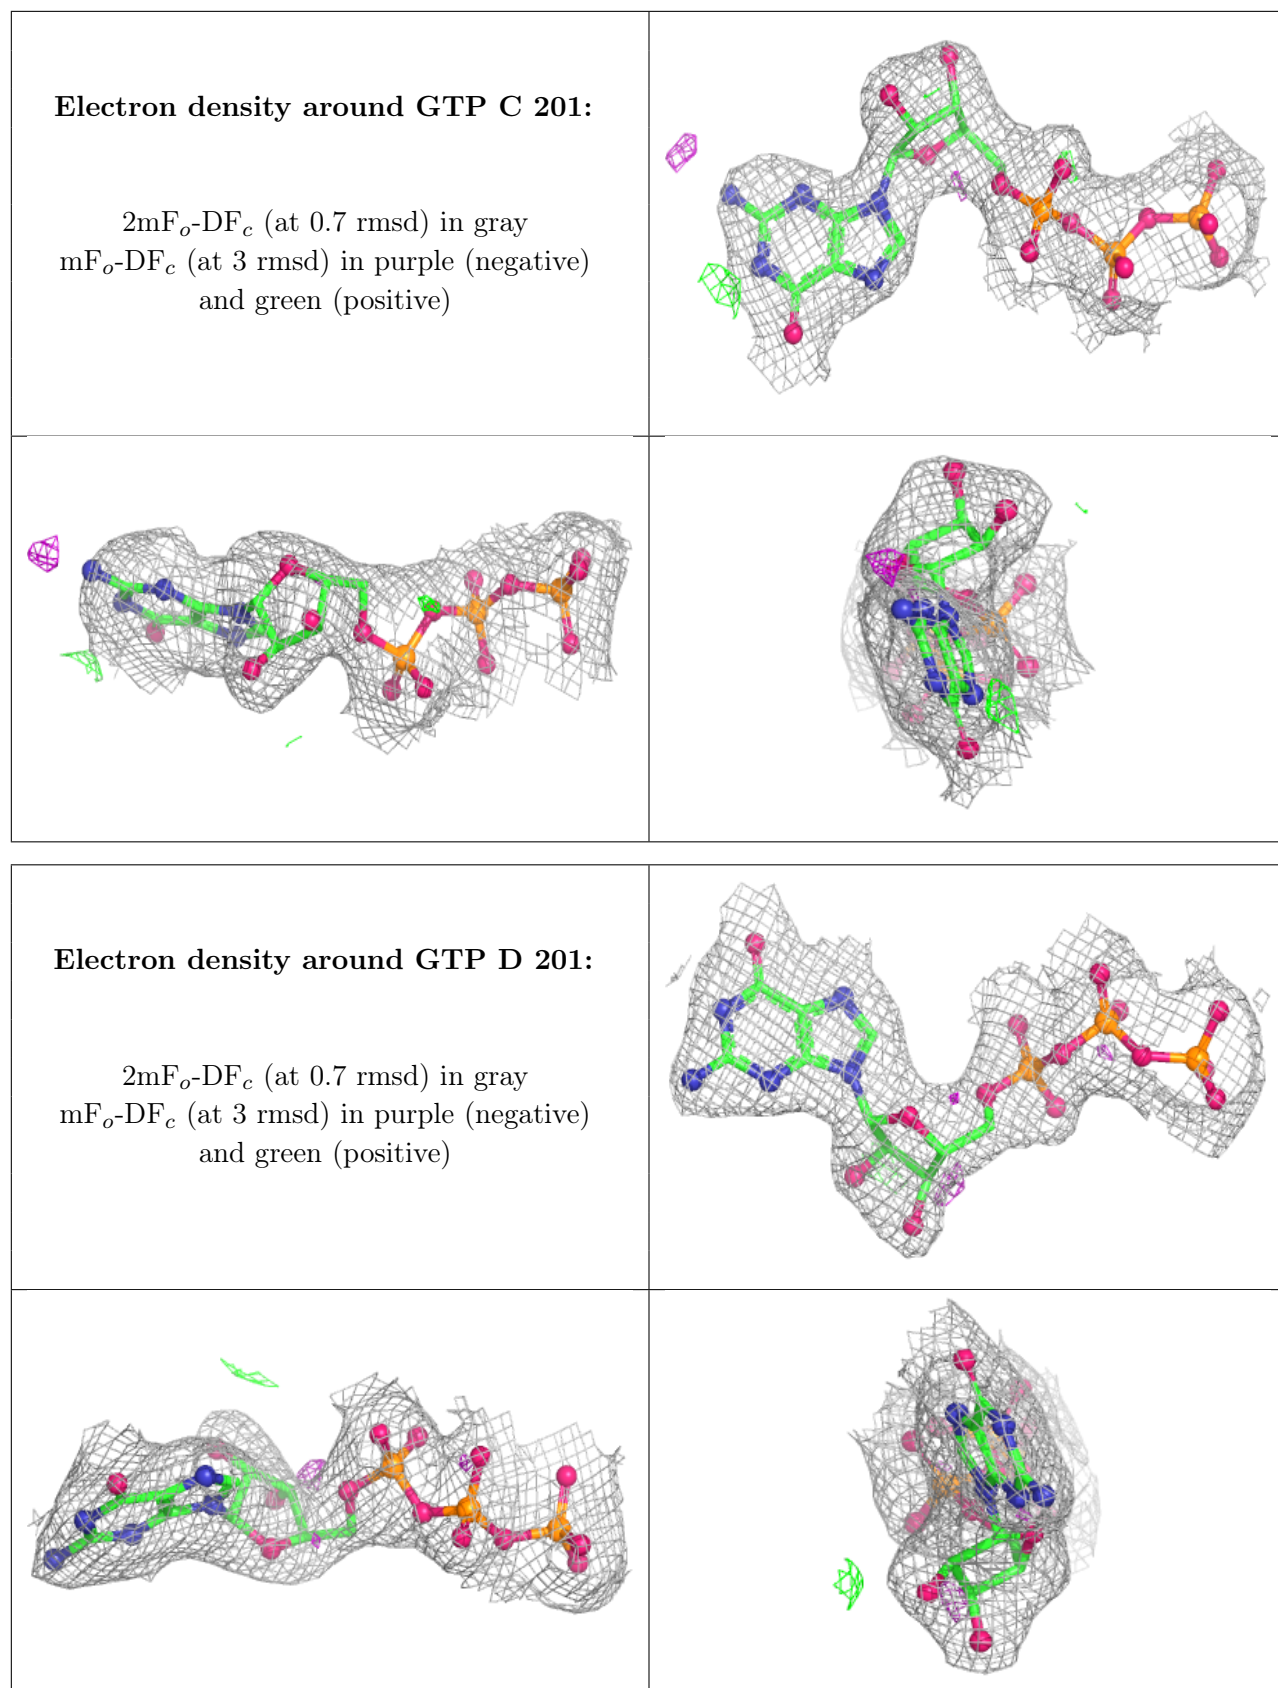 Electron density around GTP C 201:
2mFₒ-DF𝒸 (at 0.7 rmsd) in gray
mFₒ-DF𝒸 (at 3 rmsd) in purple (negative)
and green (positive)
Electron density around GTP D 201:
2mFₒ-DF𝒸 (at 0.7 rmsd) in gray
mFₒ-DF𝒸 (at 3 rmsd) in purple (negative)
and green (positive)